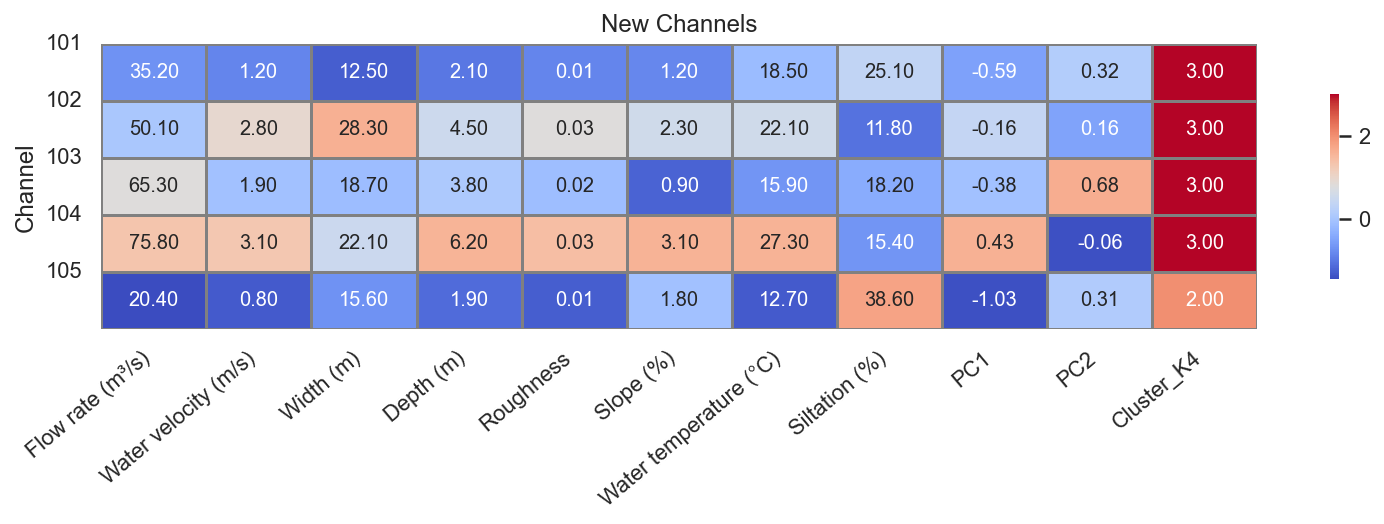 New Channels
101
35.20 1.20 12.50 2.10 0.01 1.20 18.50 25.10 -0.59 0.32 3.00
102
50.10 2.80 28.30 4.50 0.03 2.30 22.10 11.80 -0.16 0.16 3.00
103
65.30 1.90 18.70 3.80 0.02 0.90 15.90 18.20 -0.38 0.68 3.00
104
75.80 3.10 22.10 6.20 0.03 3.10 27.30 15.40 0.43 -0.06 3.00
105
20.40 0.80 15.60 1.90 0.01 1.80 12.70 38.60 -1.03 0.31 2.00
Channel
2
0
Flow rate (m³/s)
Water velocity (m/s)
Width (m)
Depth (m)
Roughness
Slope (%)
Water temperature (°C)
Siltation (%)
PC1
PC2
Cluster_K4